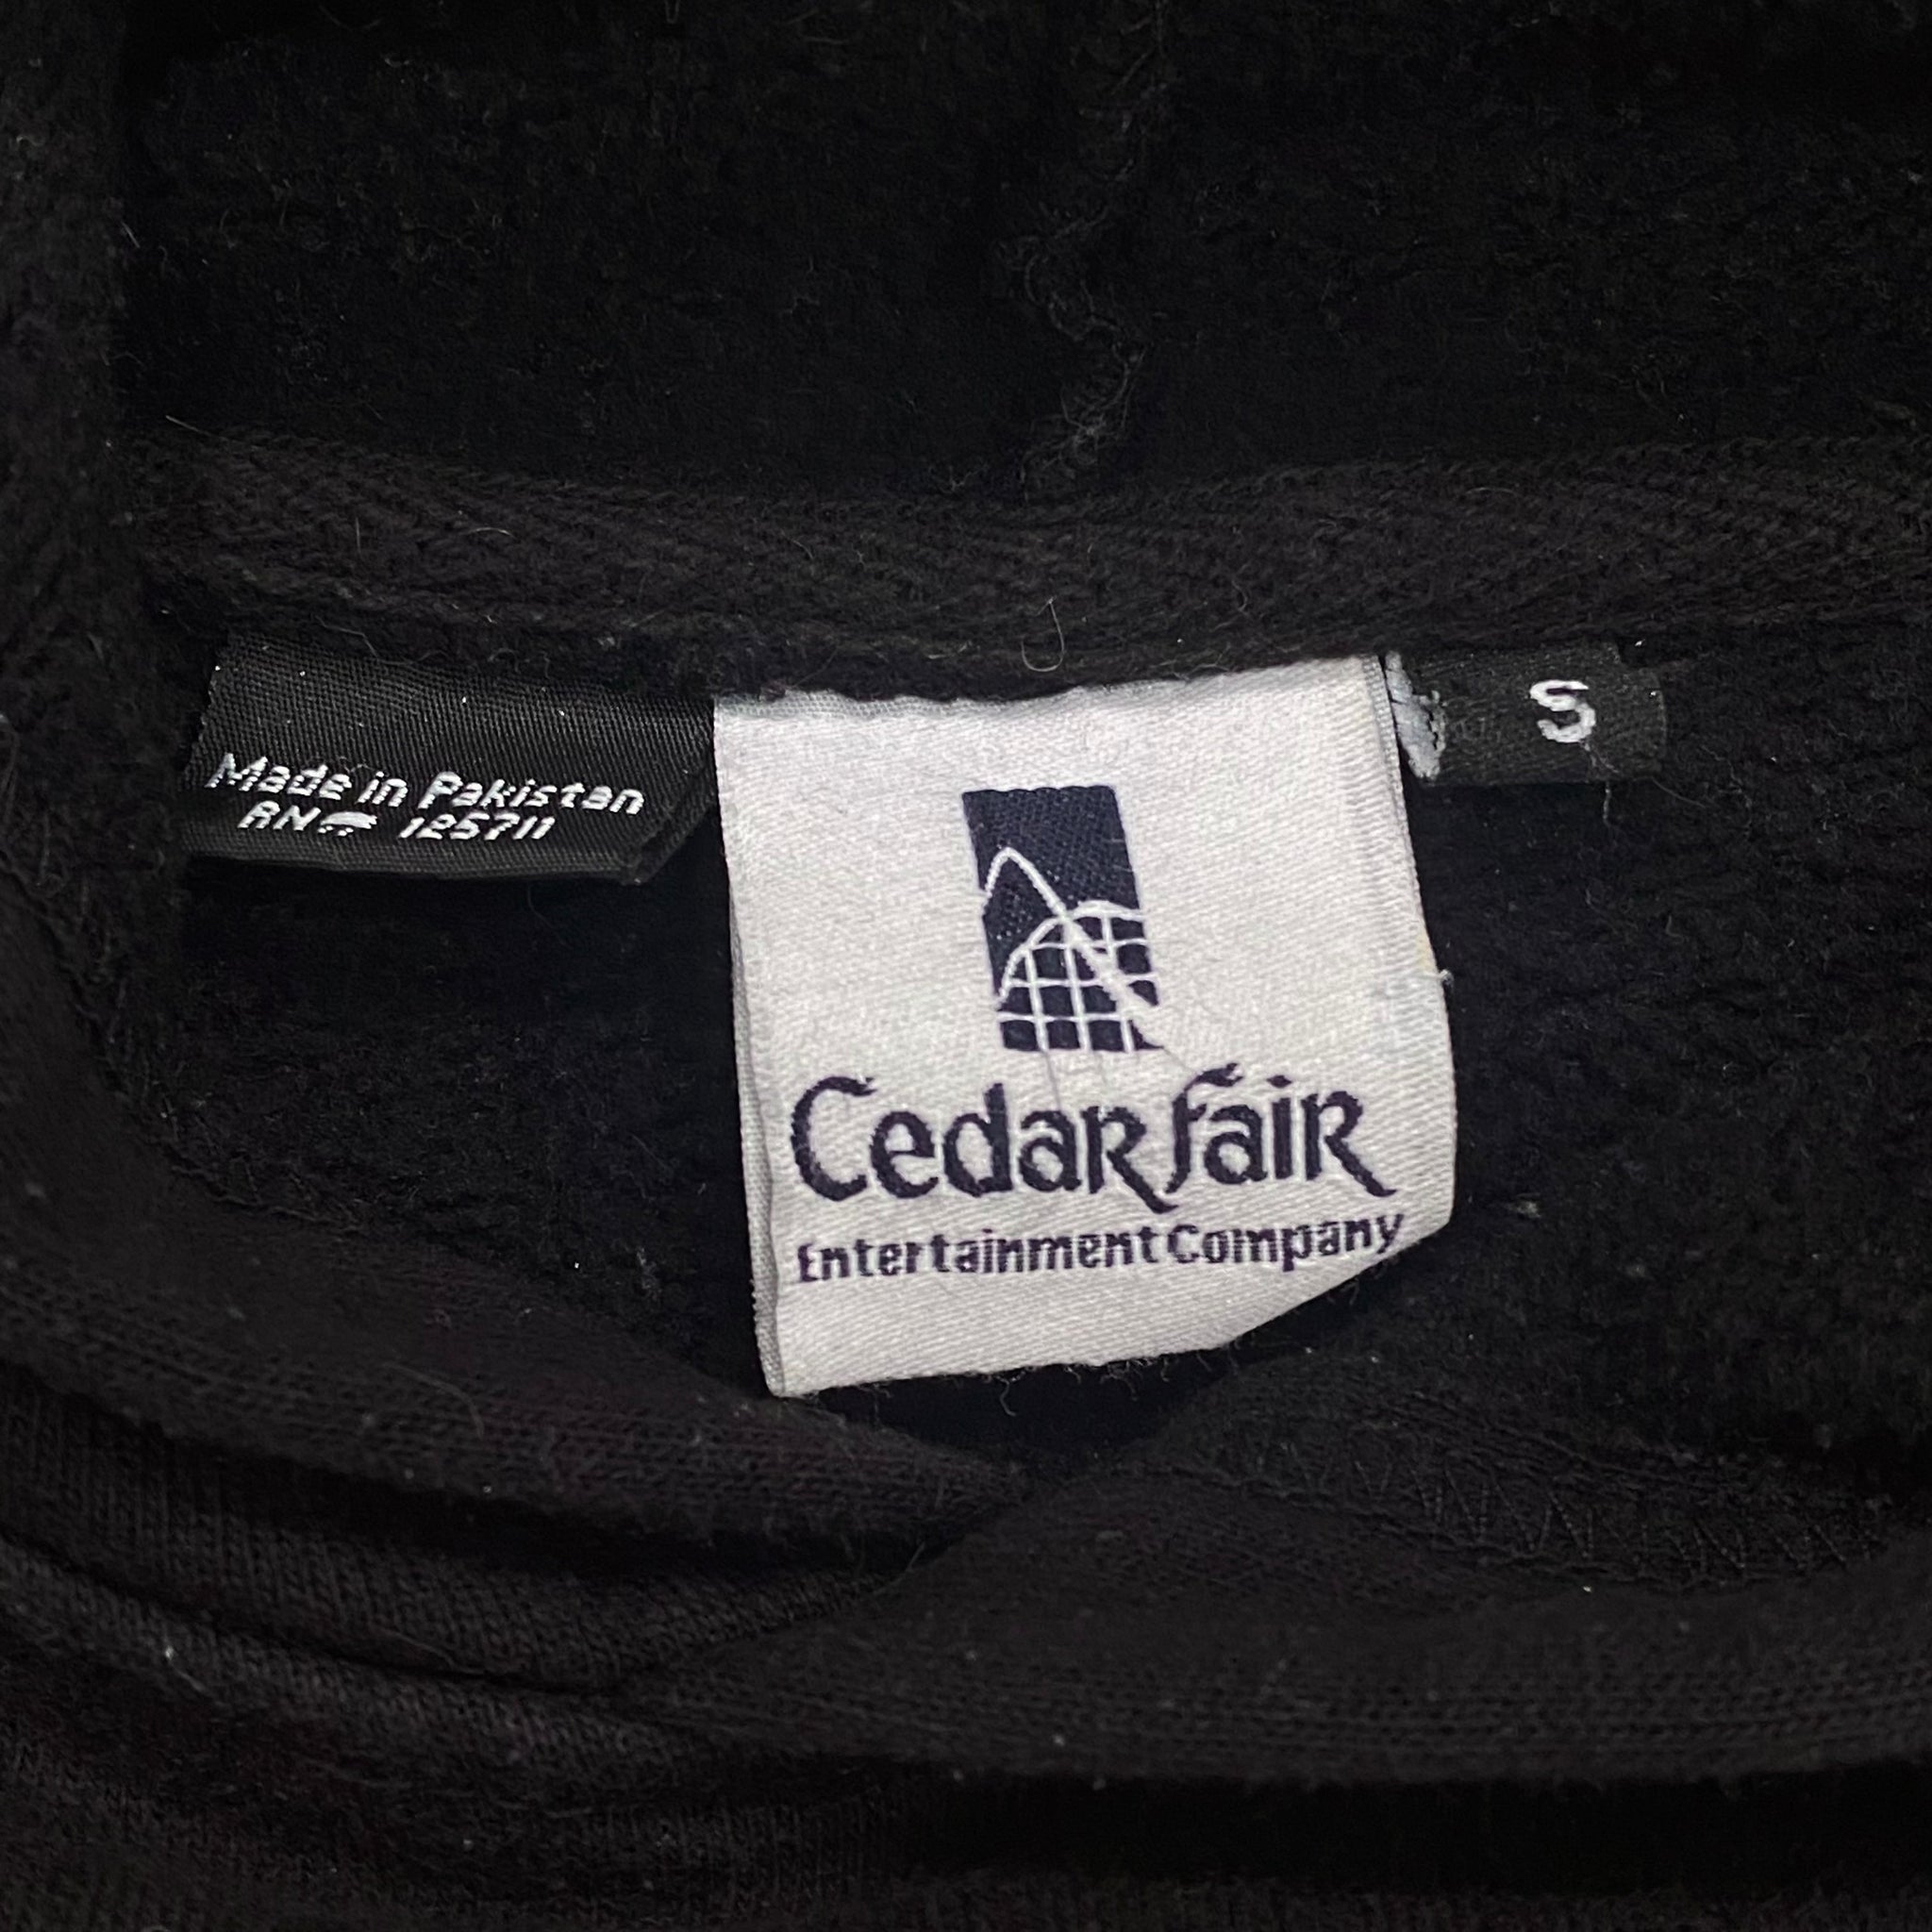 Made in Pakistan
RN# 125711
Cedar Fair
Entertainment Company
S